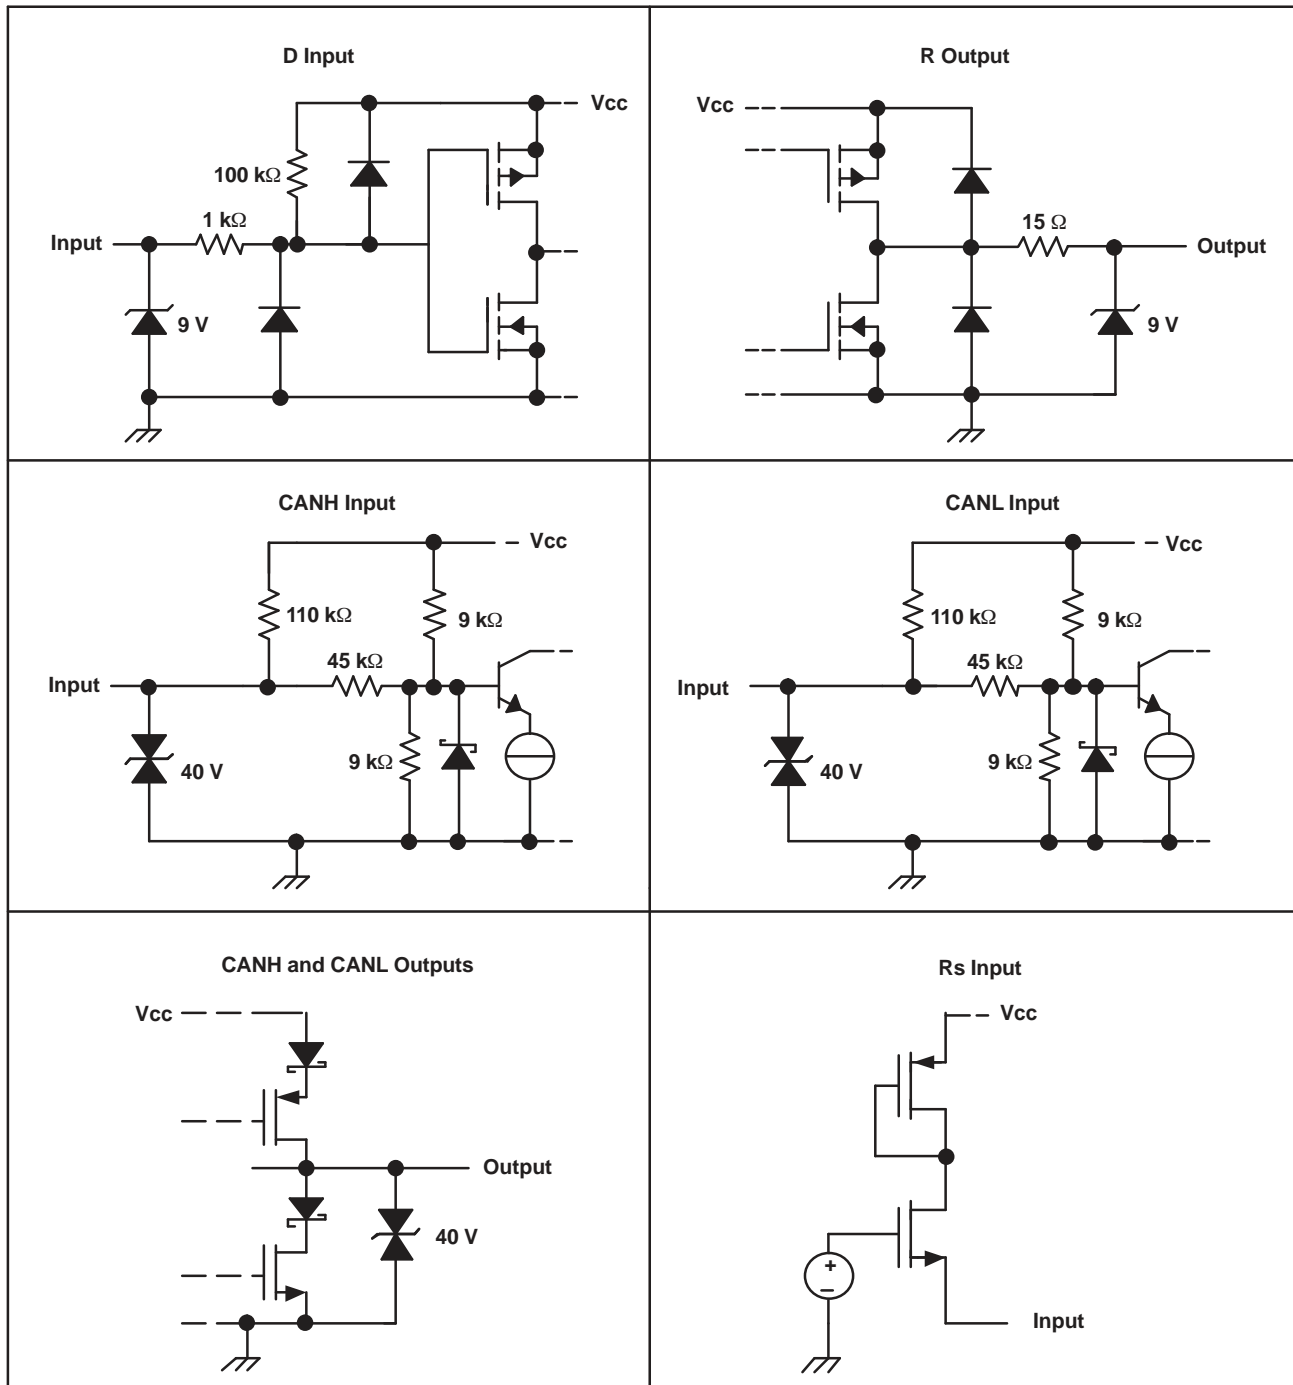 D Input
Vcc
100 kΩ
1 kΩ
Input
9 V
R Output
Vcc
15 Ω
Output
9 V
CANH Input
Vcc
110 kΩ
9 kΩ
45 kΩ
Input
9 kΩ
40 V
CANL Input
Vcc
110 kΩ
9 kΩ
45 kΩ
Input
9 kΩ
40 V
CANH and CANL Outputs
Vcc
Output
40 V
Rs Input
Vcc
+
−
Input